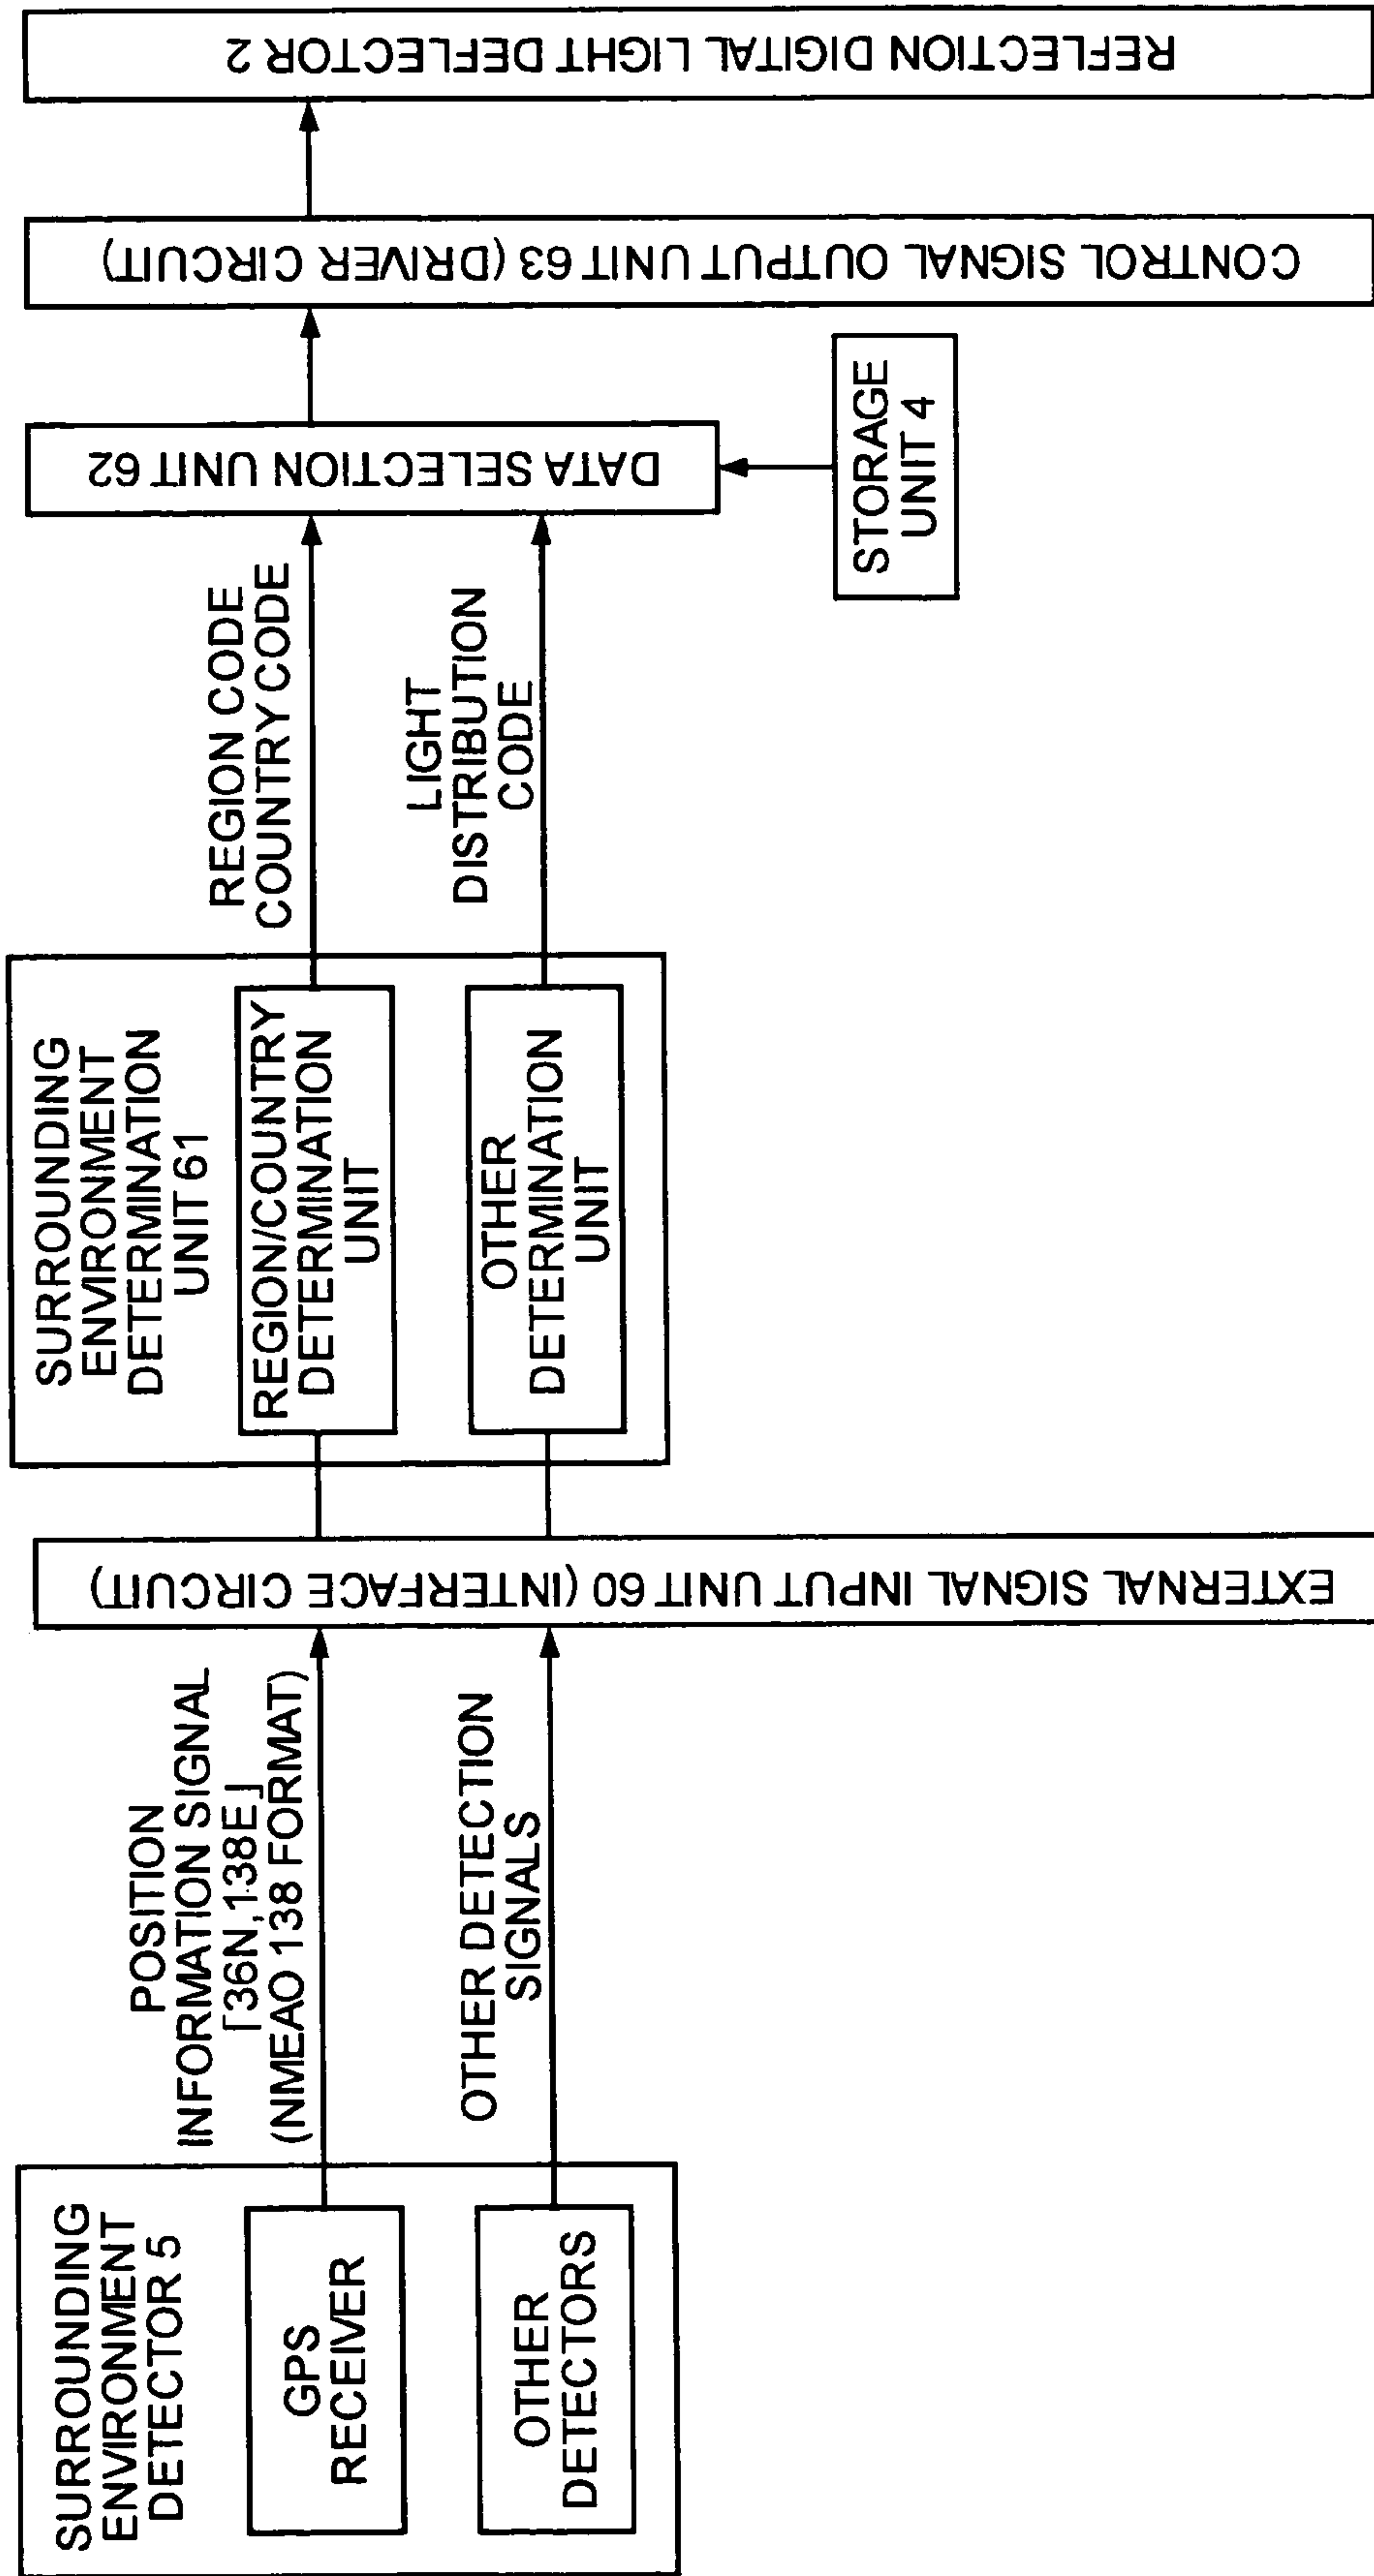 SURROUNDING
ENVIRONMENT
DETECTOR 5
GPS
RECEIVER
OTHER
DETECTORS
POSITION
INFORMATION SIGNAL
「36N,138E」
(NMEAO 138 FORMAT)
OTHER DETECTION
SIGNALS
EXTERNAL SIGNAL INPUT UNIT 60 (INTERFACE CIRCUIT)
SURROUNDING
ENVIRONMENT
DETERMINATION
UNIT 61
REGION/COUNTRY
DETERMINATION
UNIT
OTHER
DETERMINATION
UNIT
REGION CODE
COUNTRY CODE
LIGHT
DISTRIBUTION
CODE
DATA SELECTION UNIT 62
STORAGE
UNIT 4
CONTROL SIGNAL OUTPUT UNIT 63 (DRIVER CIRCUIT)
REFLECTION DIGITAL LIGHT DEFLECTOR 2